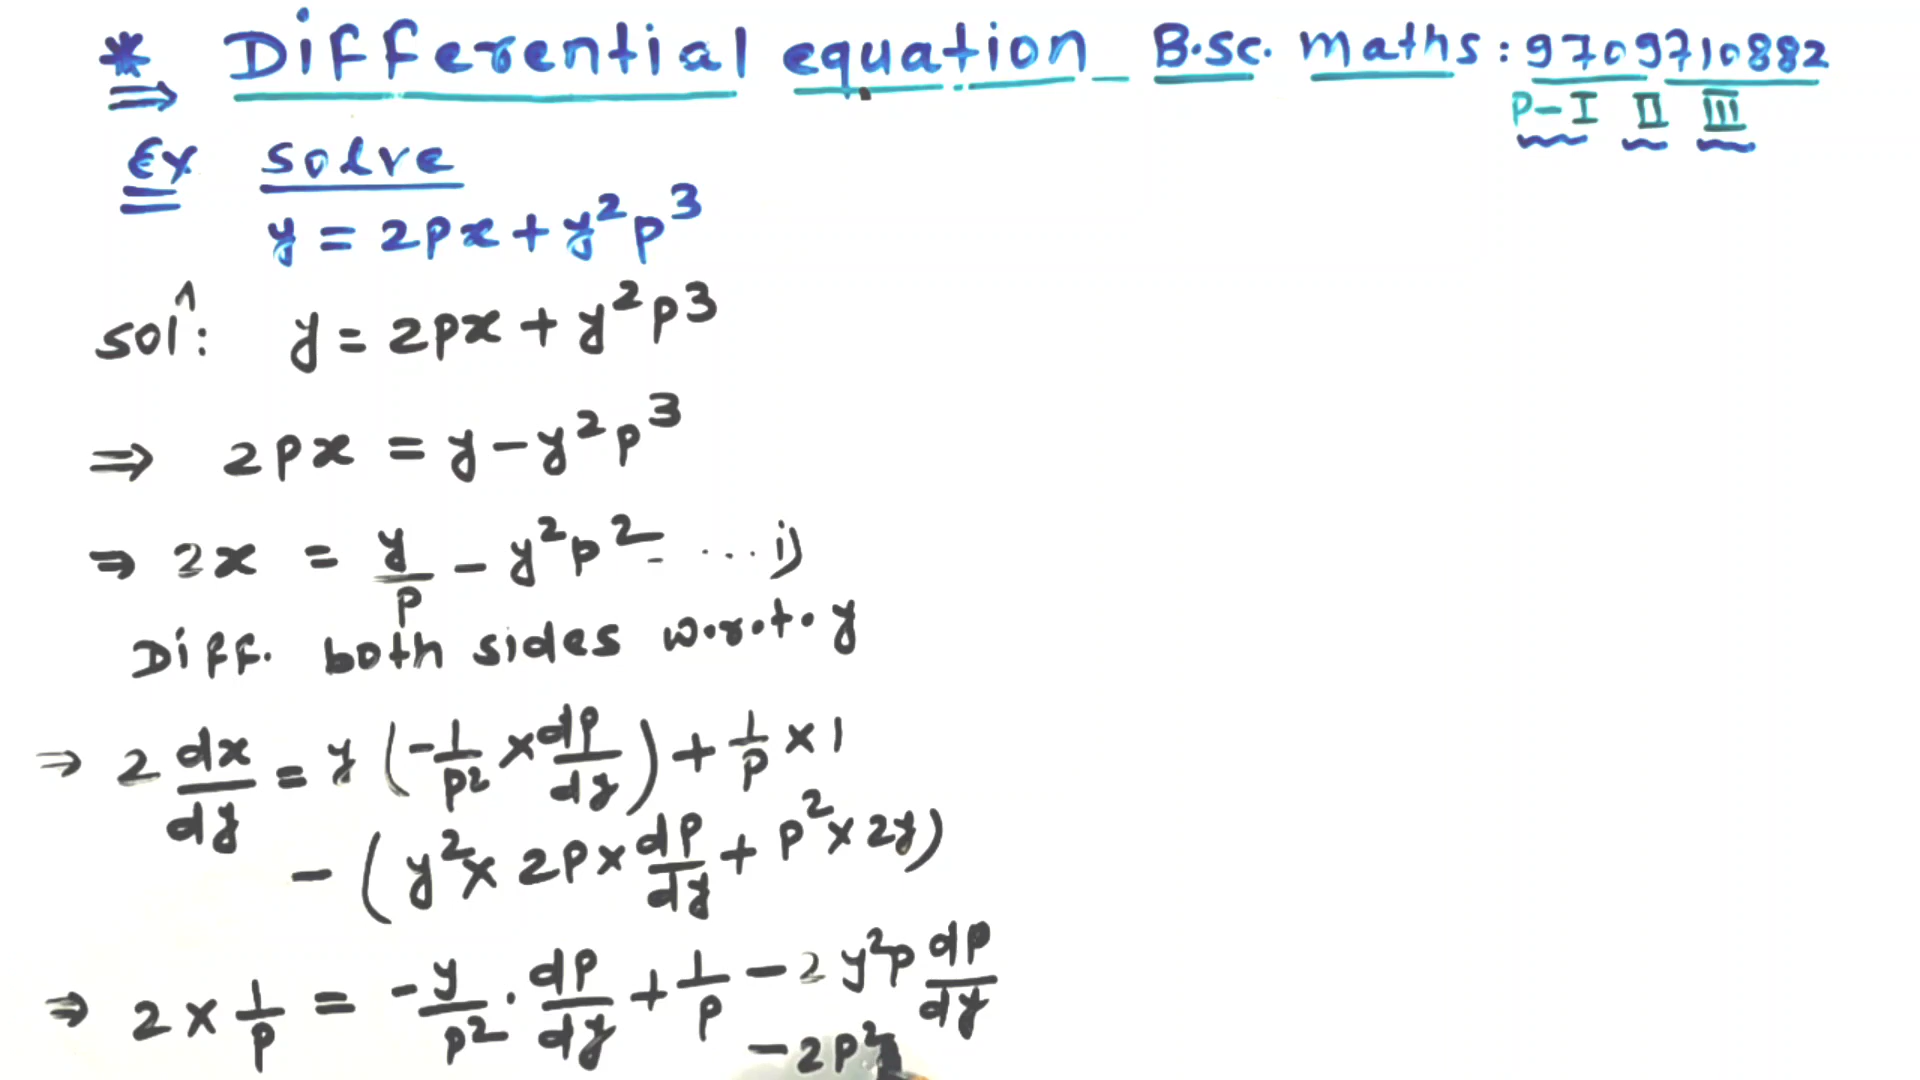 * Differential equation B.sc. maths: 9709710882
P-I II III
⇒ Ex solve
y = 2px + y²p³
solⁿ: y = 2px + y²p³
⇒ 2px = y - y²p³
⇒ 2x = y/p - y²p² ... i)
Diff. both sides w.r.t. y
⇒ 2 dx/dy = y (-1/p² × dp/dy) + 1/p × 1
- (y² × 2p × dp/dy + p² × 2y)
⇒ 2 × 1/p = -y/p² · dp/dy + 1/p - 2y²p dp/dy
- 2p²